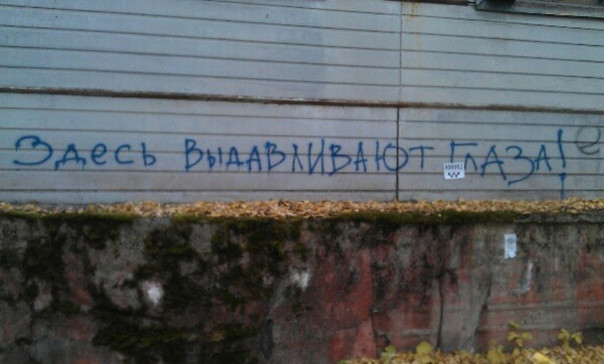 Здесь выдавливают глаза! е